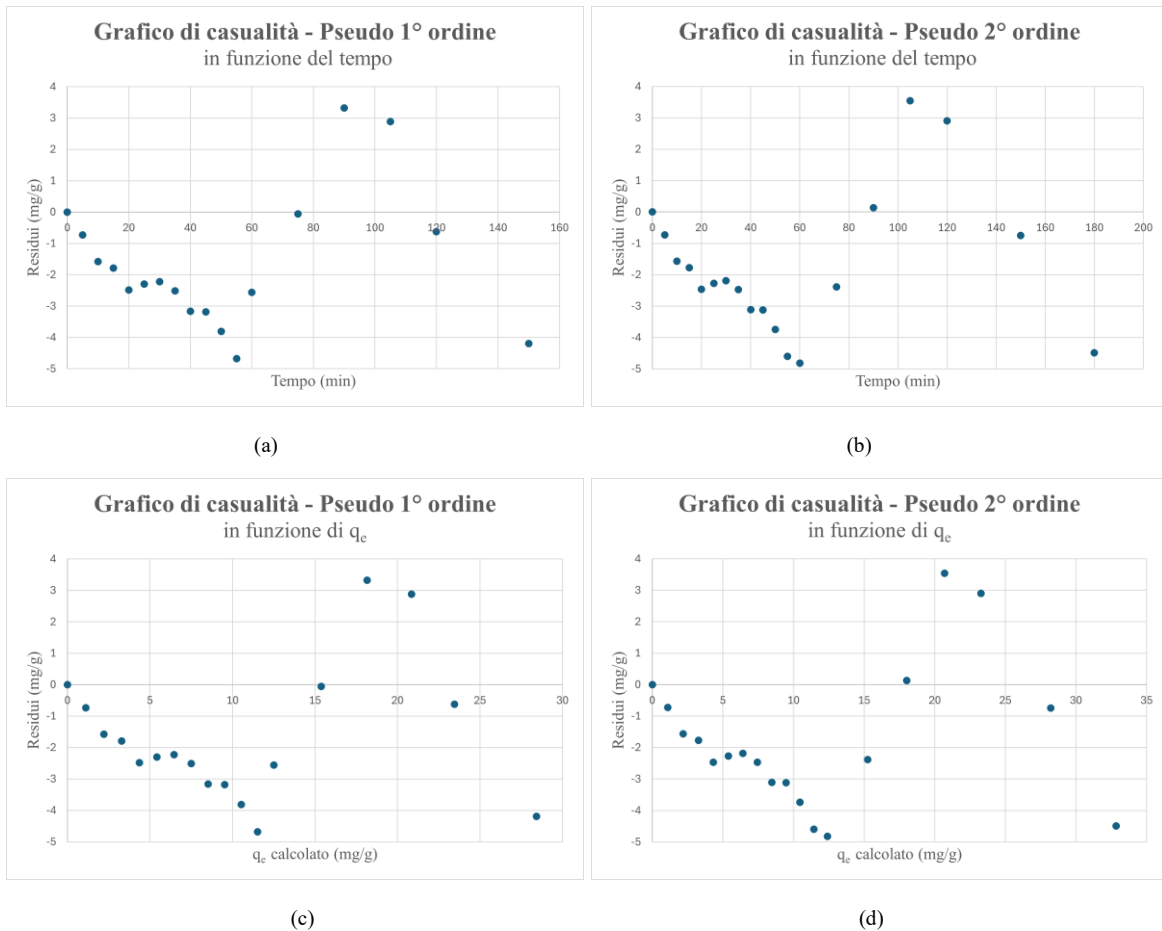 Grafico di casualità - Pseudo 1° ordine
in funzione del tempo
4
3
2
1
0
-1
-2
-3
-4
-5
0 20 40 60 80 100 120 140 160
Residui (mg/g)
Tempo (min)
(a)
Grafico di casualità - Pseudo 2° ordine
in funzione del tempo
4
3
2
1
0
-1
-2
-3
-4
-5
0 20 40 60 80 100 120 140 160 180 200
Residui (mg/g)
Tempo (min)
(b)
Grafico di casualità - Pseudo 1° ordine
in funzione di qe
4
3
2
1
0
-1
-2
-3
-4
-5
0 5 10 15 20 25 30
Residui (mg/g)
qe calcolato (mg/g)
(c)
Grafico di casualità - Pseudo 2° ordine
in funzione di qe
4
3
2
1
0
-1
-2
-3
-4
-5
0 5 10 15 20 25 30 35
Residui (mg/g)
qe calcolato (mg/g)
(d)